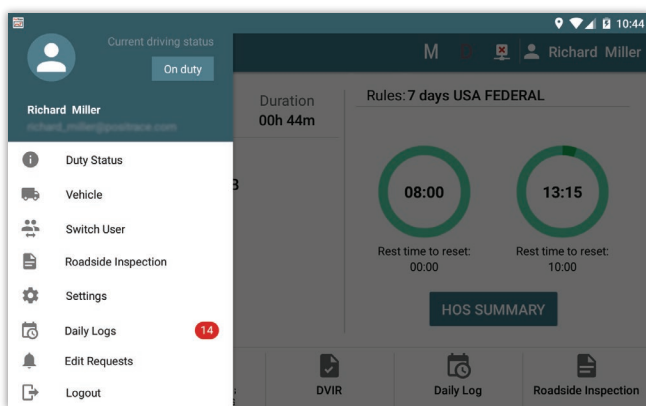 10:44
Current driving status
On duty
Richard Miller
Duty Status
Vehicle
Switch User
Roadside Inspection
Settings
Daily Logs 14
Edit Requests
Logout
M
Richard Miller
Duration
00h 44m
Rules: 7 days USA FEDERAL
08:00
13:15
Rest time to reset:
00:00
Rest time to reset:
10:00
HOS SUMMARY
DVIR
Daily Log
Roadside Inspection